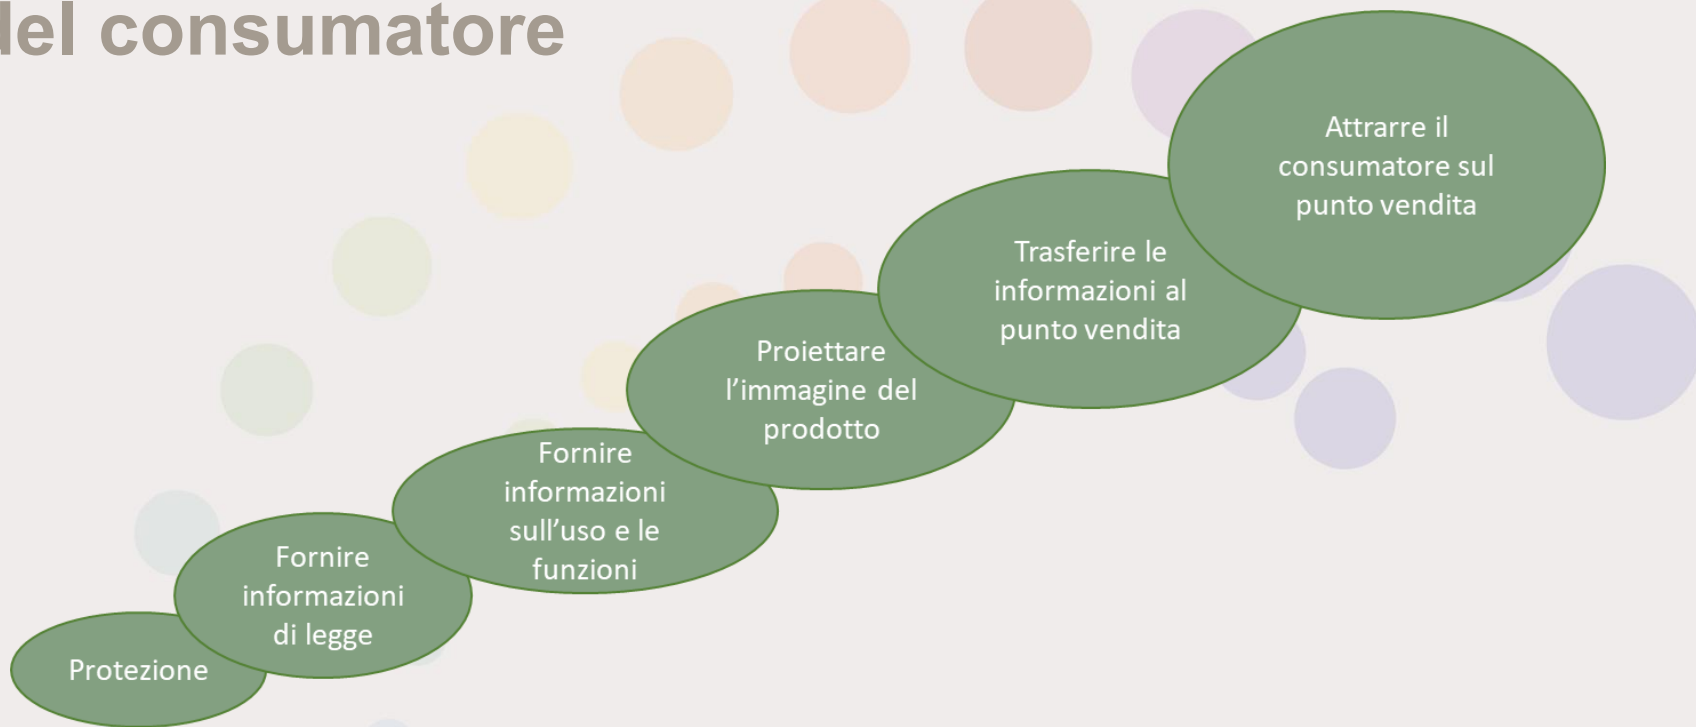 del consumatore
Attrarre il
consumatore sul
punto vendita
Trasferire le
informazioni al
punto vendita
Proiettare
l’immagine del
prodotto
Fornire
informazioni
sull’uso e le
funzioni
Fornire
informazioni
di legge
Protezione